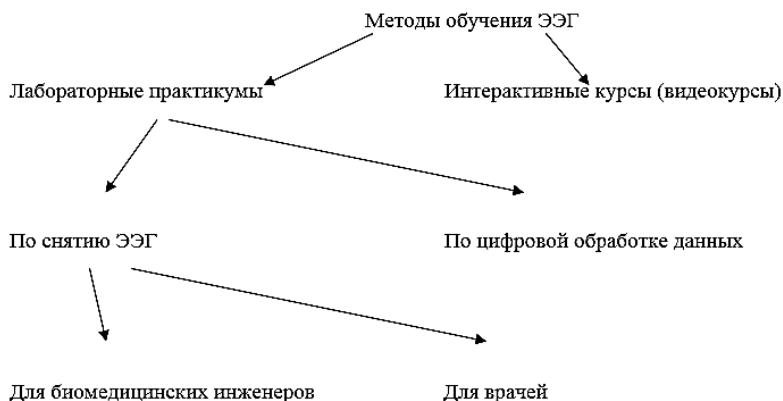 Методы обучения ЭЭГ
Лабораторные практикумы
Интерактивные курсы (видеокурсы)
По снятию ЭЭГ
По цифровой обработке данных
Для биомедицинских инженеров
Для врачей